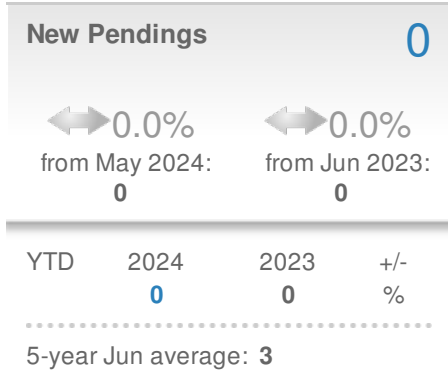 New Pendings 0
0.0% 0.0%
from May 2024: from Jun 2023:
0 0
YTD 2024 2023 +/-
0 0 %
5-year Jun average: 3